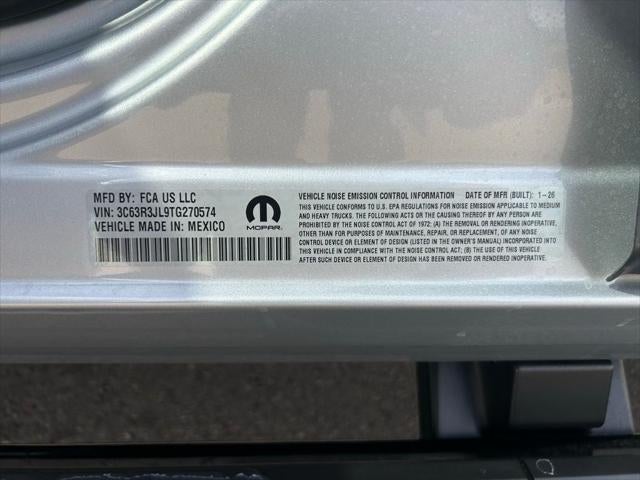 MFD BY: FCA US LLC
VIN: 3C63R3JL9TG270574
VEHICLE MADE IN: MEXICO
MOPAR
VEHICLE NOISE EMISSION CONTROL INFORMATION DATE OF MFR (BUILT): 1-26
THIS VEHICLE CONFORMS TO U.S. EPA REGULATIONS FOR NOISE EMISSION APPLICABLE TO MEDIUM
AND HEAVY TRUCKS. THE FOLLOWING ACTS OR THE CAUSING THEREOF BY ANY PERSON ARE
PROHIBITED BY THE NOISE CONTROL ACT OF 1972: (A) THE REMOVAL OR RENDERING INOPERATIVE,
OTHER THAN FOR PURPOSES OF MAINTENANCE, REPAIR, OR REPLACEMENT, OF ANY NOISE
CONTROL DEVICE OR ELEMENT OF DESIGN (LISTED IN THE OWNER'S MANUAL) INCORPORATED INTO
THIS VEHICLE IN COMPLIANCE WITH THE NOISE CONTROL ACT, (B) THE USE OF THIS VEHICLE
AFTER SUCH DEVICE OR ELEMENT OF DESIGN HAS BEEN REMOVED OR RENDERED INOPERATIVE.